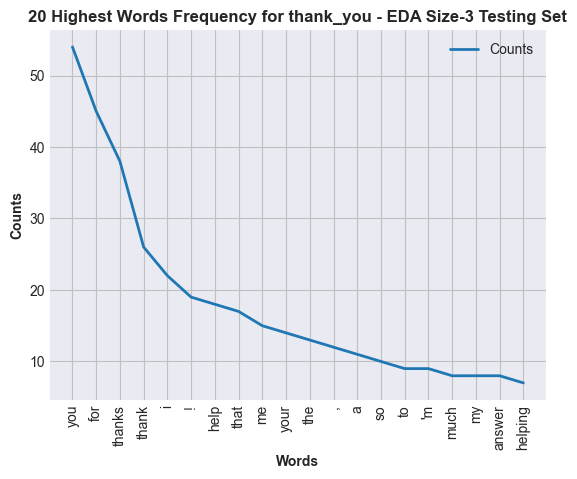 20 Highest Words Frequency for thank_you - EDA Size-3 Testing Set
Counts
50
40
30
20
10
Counts
you
for
thanks
thank
i
!
help
that
me
your
the
,
a
so
to
'm
much
my
answer
helping
Words